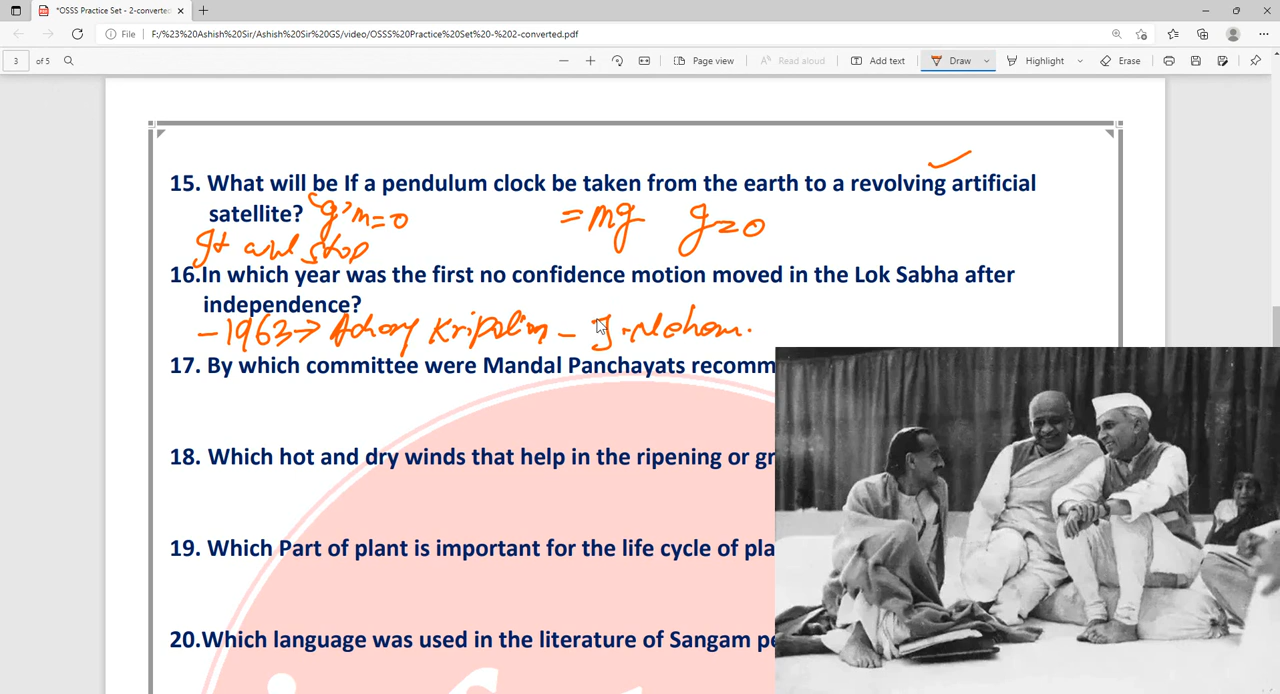 *OSSS Practice Set - 2-converted
File F:/%23%20Ashish%20Sir/Ashish%20Sir%20GS/video/OSSS%20Practice%20Set%20-%202-converted.pdf
3 of 5 Page view Read aloud Add text Draw Highlight Erase
15. What will be If a pendulum clock be taken from the earth to a revolving artificial
satellite? g'm=0 =mg g=0
It will stop
16.In which year was the first no confidence motion moved in the Lok Sabha after
independence?
-1963→ - J.
17. By which committee were Mandal Panchayats recomm
18. Which hot and dry winds that help in the ripening or gr
19. Which Part of plant is important for the life cycle of pla
20.Which language was used in the literature of Sangam pe